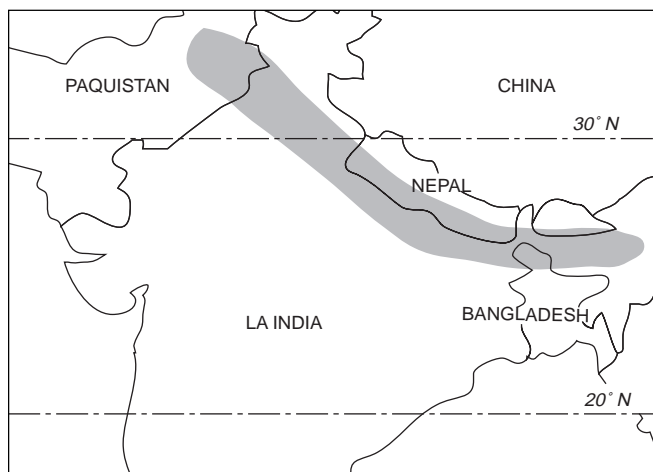 PAQUISTAN
CHINA
30° N
NEPAL
LA INDIA
BANGLADESH
20° N